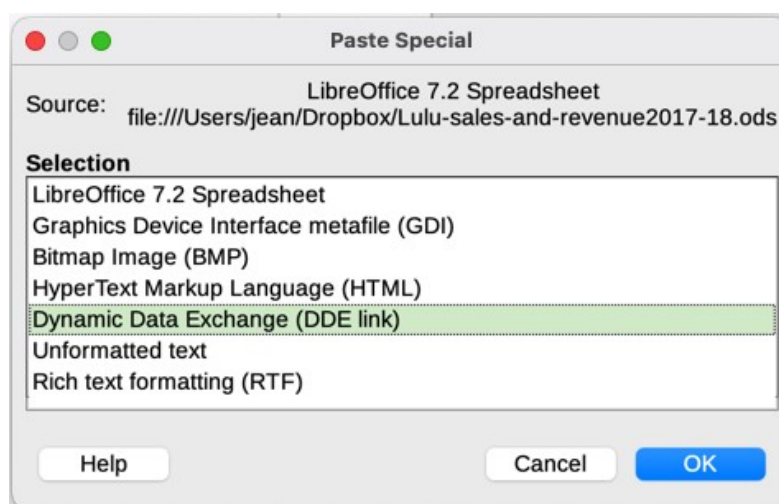 Paste Special
Source:
LibreOffice 7.2 Spreadsheet
file:///Users/jean/Dropbox/Lulu-sales-and-revenue2017-18.ods
Selection
LibreOffice 7.2 Spreadsheet
Graphics Device Interface metafile (GDI)
Bitmap Image (BMP)
HyperText Markup Language (HTML)
Dynamic Data Exchange (DDE link)
Unformatted text
Rich text formatting (RTF)
Help
Cancel
OK